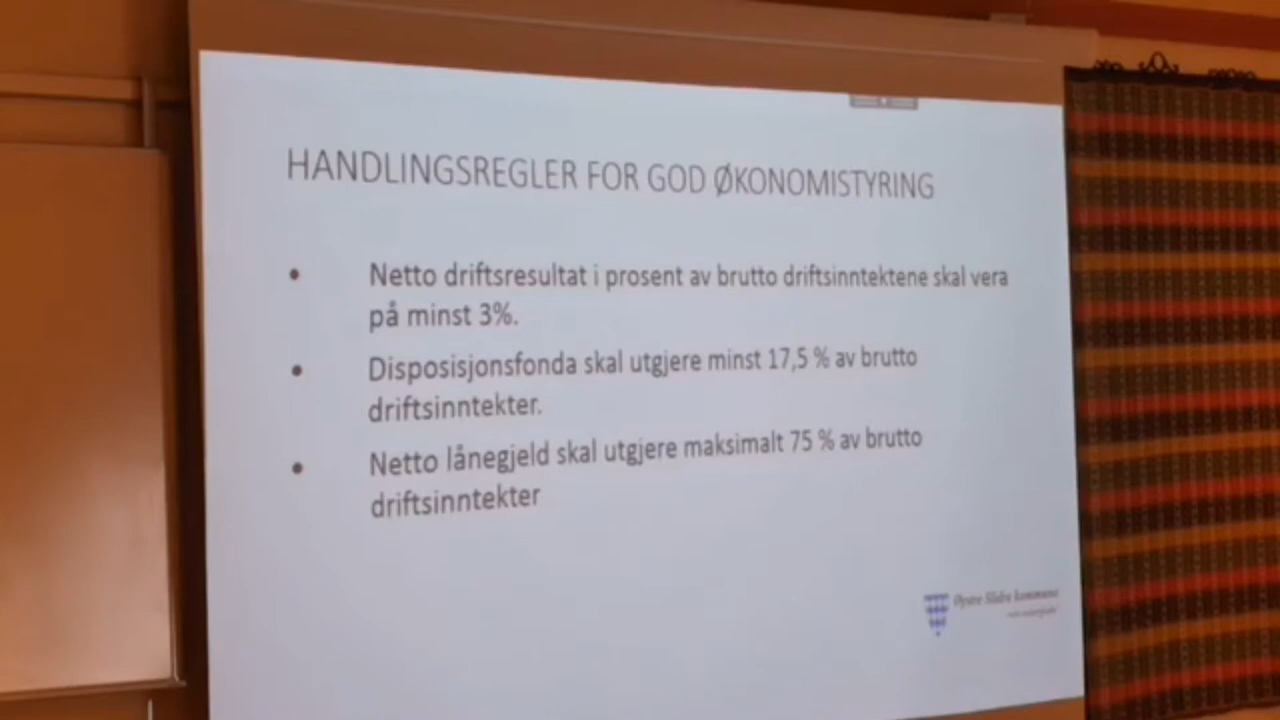 HANDLINGSREGLER FOR GOD ØKONOMISTYRING
• Netto driftsresultat i prosent av brutto driftsinntektene skal vera
på minst 3%.
• Disposisjonsfonda skal utgjere minst 17,5 % av brutto
driftsinntekter.
• Netto lånegjeld skal utgjere maksimalt 75 % av brutto
driftsinntekter
Øystre Slidre kommune